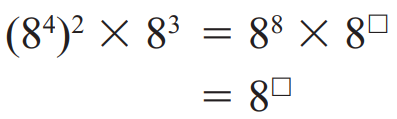 (8⁴)² × 8³ = 8⁸ × 8□
= 8□